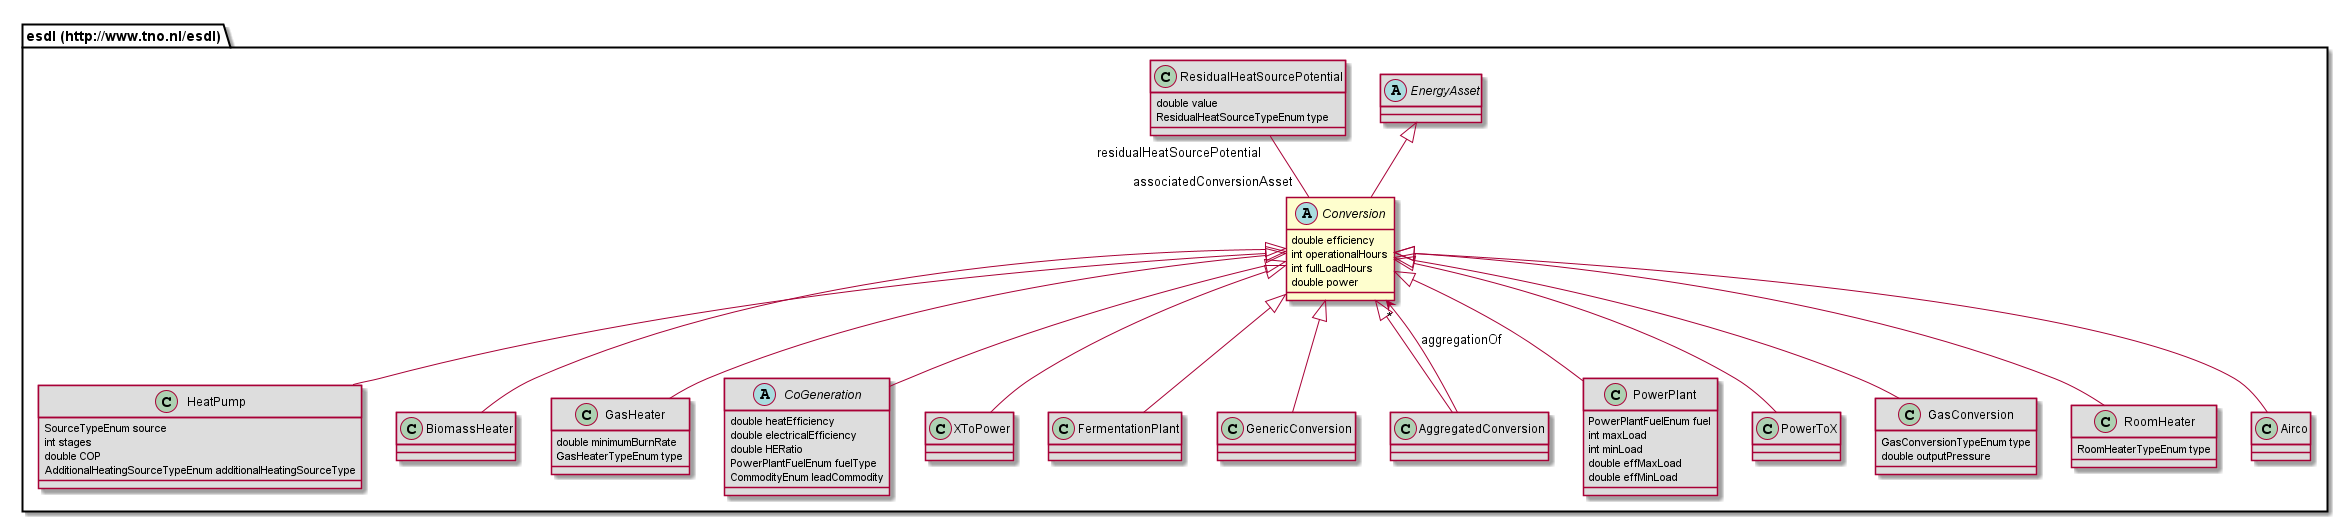 esdl (http://www.tno.nl/esdl)
C ResidualHeatSourcePotential
double value
ResidualHeatSourceTypeEnum type
A EnergyAsset
residualHeatSourcePotential
associatedConversionAsset
A Conversion
double efficiency
int operationalHours
int fullLoadHours
double power
*
aggregationOf
C HeatPump
SourceTypeEnum source
int stages
double COP
AdditionalHeatingSourceTypeEnum additionalHeatingSourceType
C BiomassHeater
C GasHeater
double minimumBurnRate
GasHeaterTypeEnum type
A CoGeneration
double heatEfficiency
double electricalEfficiency
double HERatio
PowerPlantFuelEnum fuelType
CommodityEnum leadCommodity
C XToPower
C FermentationPlant
C GenericConversion
C AggregatedConversion
C PowerPlant
PowerPlantFuelEnum fuel
int maxLoad
int minLoad
double effMaxLoad
double effMinLoad
C PowerToX
C GasConversion
GasConversionTypeEnum type
double outputPressure
C RoomHeater
RoomHeaterTypeEnum type
C Airco